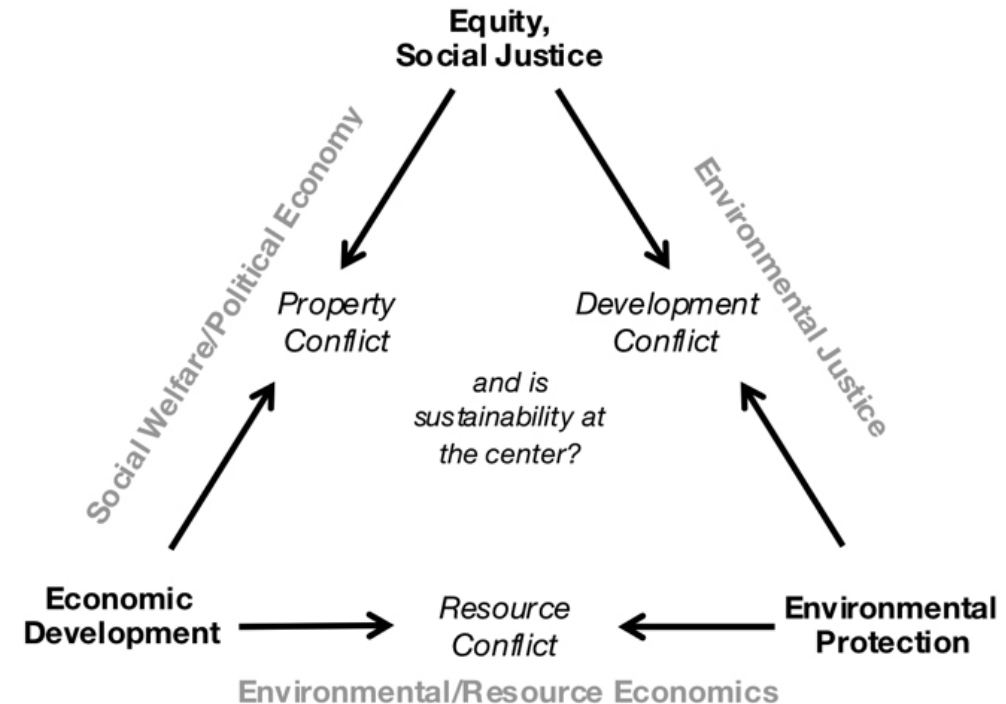 Equity,
Social Justice
Social Welfare/Political Economy
Environmental Justice
Property
Conflict
Development
Conflict
and is
sustainability at
the center?
Economic
Development
Resource
Conflict
Environmental
Protection
Environmental/Resource Economics